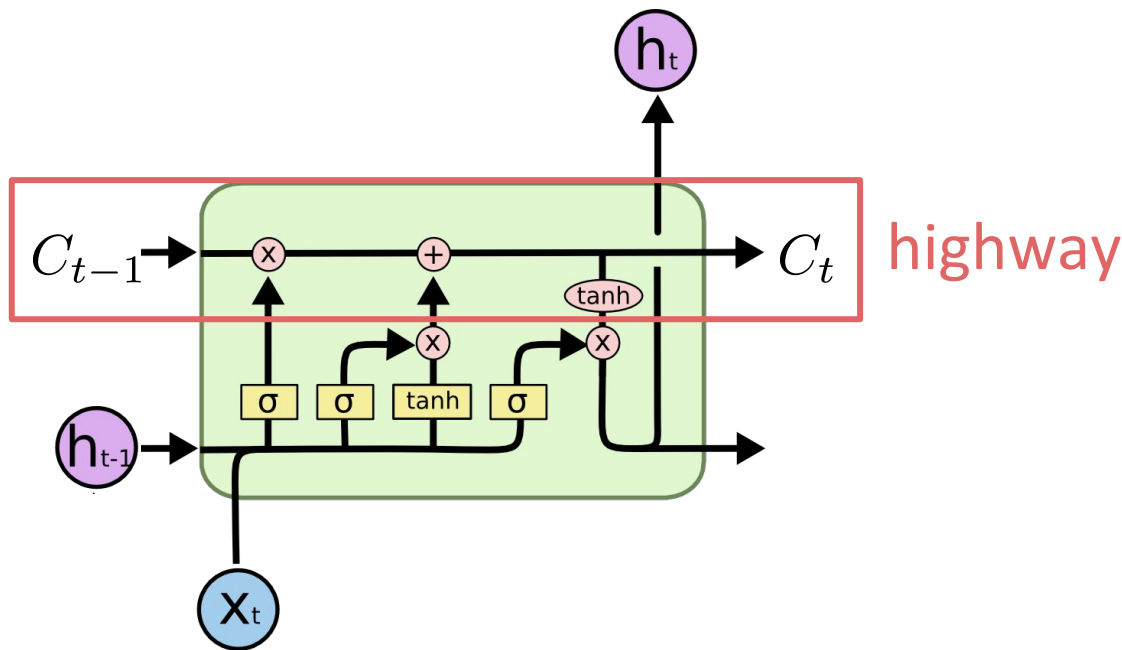 hₜ
Cₜ₋₁ x + Cₜ highway
tanh
x x
σ σ tanh σ
hₜ₋₁
xₜ